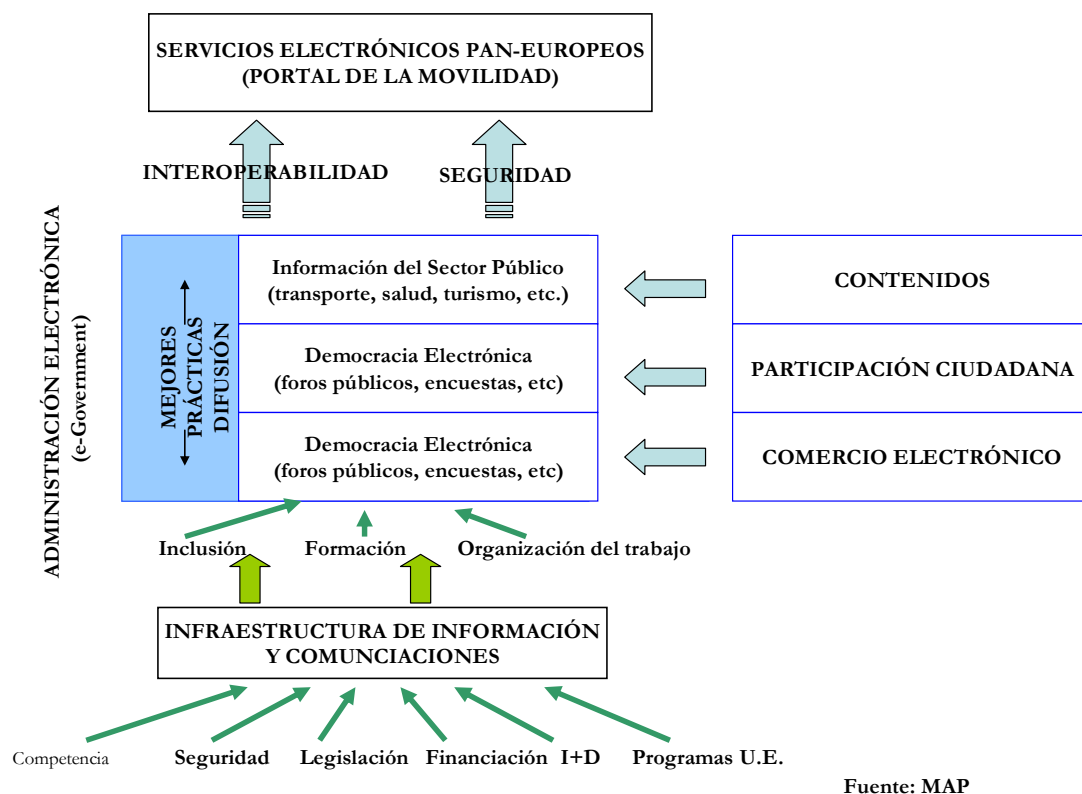 SERVICIOS ELECTRÓNICOS PAN-EUROPEOS
(PORTAL DE LA MOVILIDAD)
INTEROPERABILIDAD
SEGURIDAD
ADMINISTRACIÓN ELECTRÓNICA
(e-Government)
MEJORES
PRÁCTICAS
DIFUSIÓN
Información del Sector Público
(transporte, salud, turismo, etc.)
CONTENIDOS
Democracia Electrónica
(foros públicos, encuestas, etc)
PARTICIPACIÓN CIUDADANA
Democracia Electrónica
(foros públicos, encuestas, etc)
COMERCIO ELECTRÓNICO
Inclusión
Formación
Organización del trabajo
INFRAESTRUCTURA DE INFORMACIÓN
Y COMUNCIACIONES
Competencia
Seguridad
Legislación
Financiación
I+D
Programas U.E.
Fuente: MAP